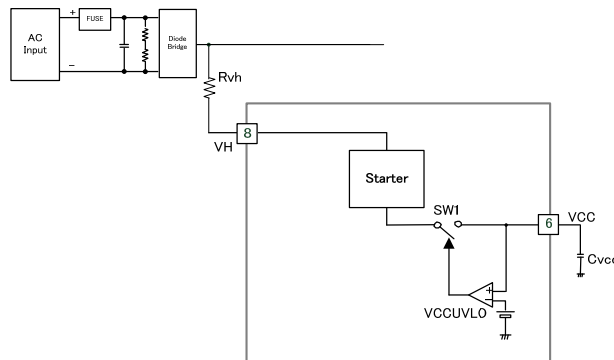 AC
Input
+
−
FUSE
Diode
Bridge
Rvh
8
VH
Starter
SW1
6
VCC
Cvcc
+
−
VCCUVLO